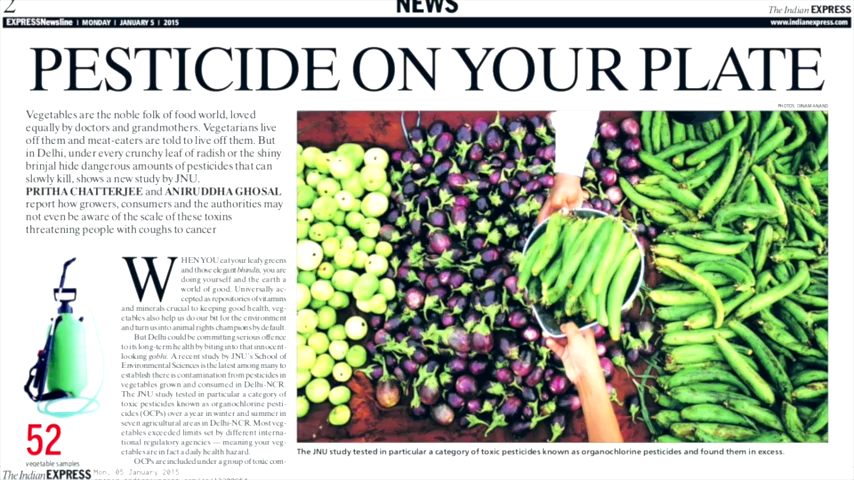 2
NEWS
The Indian EXPRESS
EXPRESSNewsline | MONDAY | JANUARY 5 | 2015
www.indianexpress.com
PESTICIDE ON YOUR PLATE
PHOTOS: ONAM ANAND
Vegetables are the noble folk of food world, loved
equally by doctors and grandmothers. Vegetarians live
off them and meat-eaters are told to live off them. But
in Delhi, under every crunchy leaf of radish or the shiny
brinjal hide dangerous amounts of pesticides that can
slowly kill, shows a new study by JNU.
PRITHA CHATTERJEE and ANIRUDDHA GHOSAL
report how growers, consumers and the authorities may
not even be aware of the scale of these toxins
threatening people with coughs to cancer
WHEN YOU eat your leafy greens
and those elegant bhindis, you are
doing yourself and the earth a
world of good. Universally ac-
cepted as repositories of vitamins
and minerals crucial to keeping good health, veg-
etables also help us do our bit for the environment
and turn us into animal rights champions by default.
But Delhi could be committing serious offence
to its long-term health by biting into that innocent-
looking gobhi. A recent study by JNU's School of
Environmental Sciences is the latest among many to
establish there is contamination from pesticides in
vegetables grown and consumed in Delhi-NCR.
The JNU study tested in particular a category of
toxic pesticides known as organochlorine pesti-
cides (OCPs) over a year in winter and summer in
seven agricultural areas in Delhi-NCR. Most veg-
etables exceeded limits set by different interna-
tional regulatory agencies — meaning your veg-
etables are in fact a daily health hazard.
OCPs are included under a group of toxic com-
52
vegetable samples
The JNU study tested in particular a category of toxic pesticides known as organochlorine pesticides and found them in excess.
The Indian EXPRESS
Mon, 05 January 2015